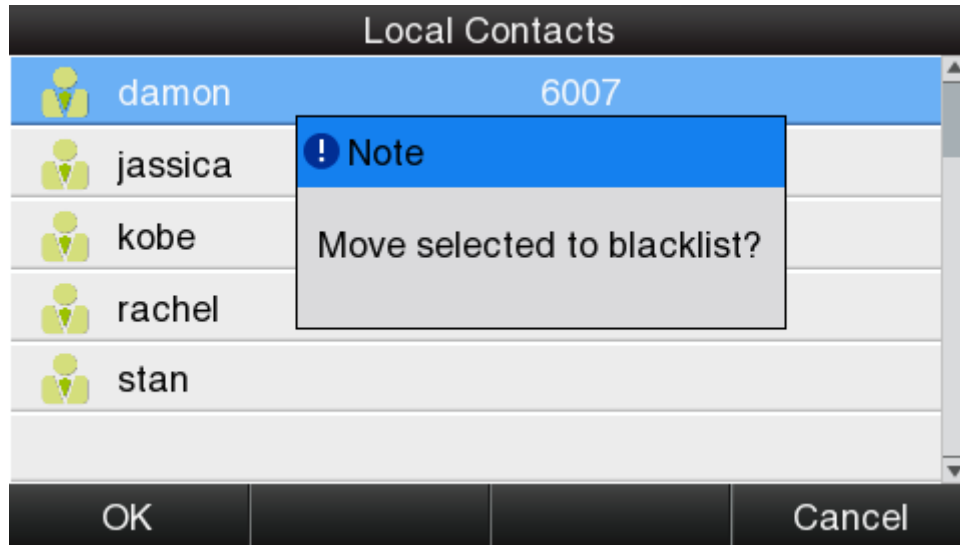 Local Contacts
damon 6007
jassica
! Note
kobe
Move selected to blacklist?
rachel
stan
OK Cancel